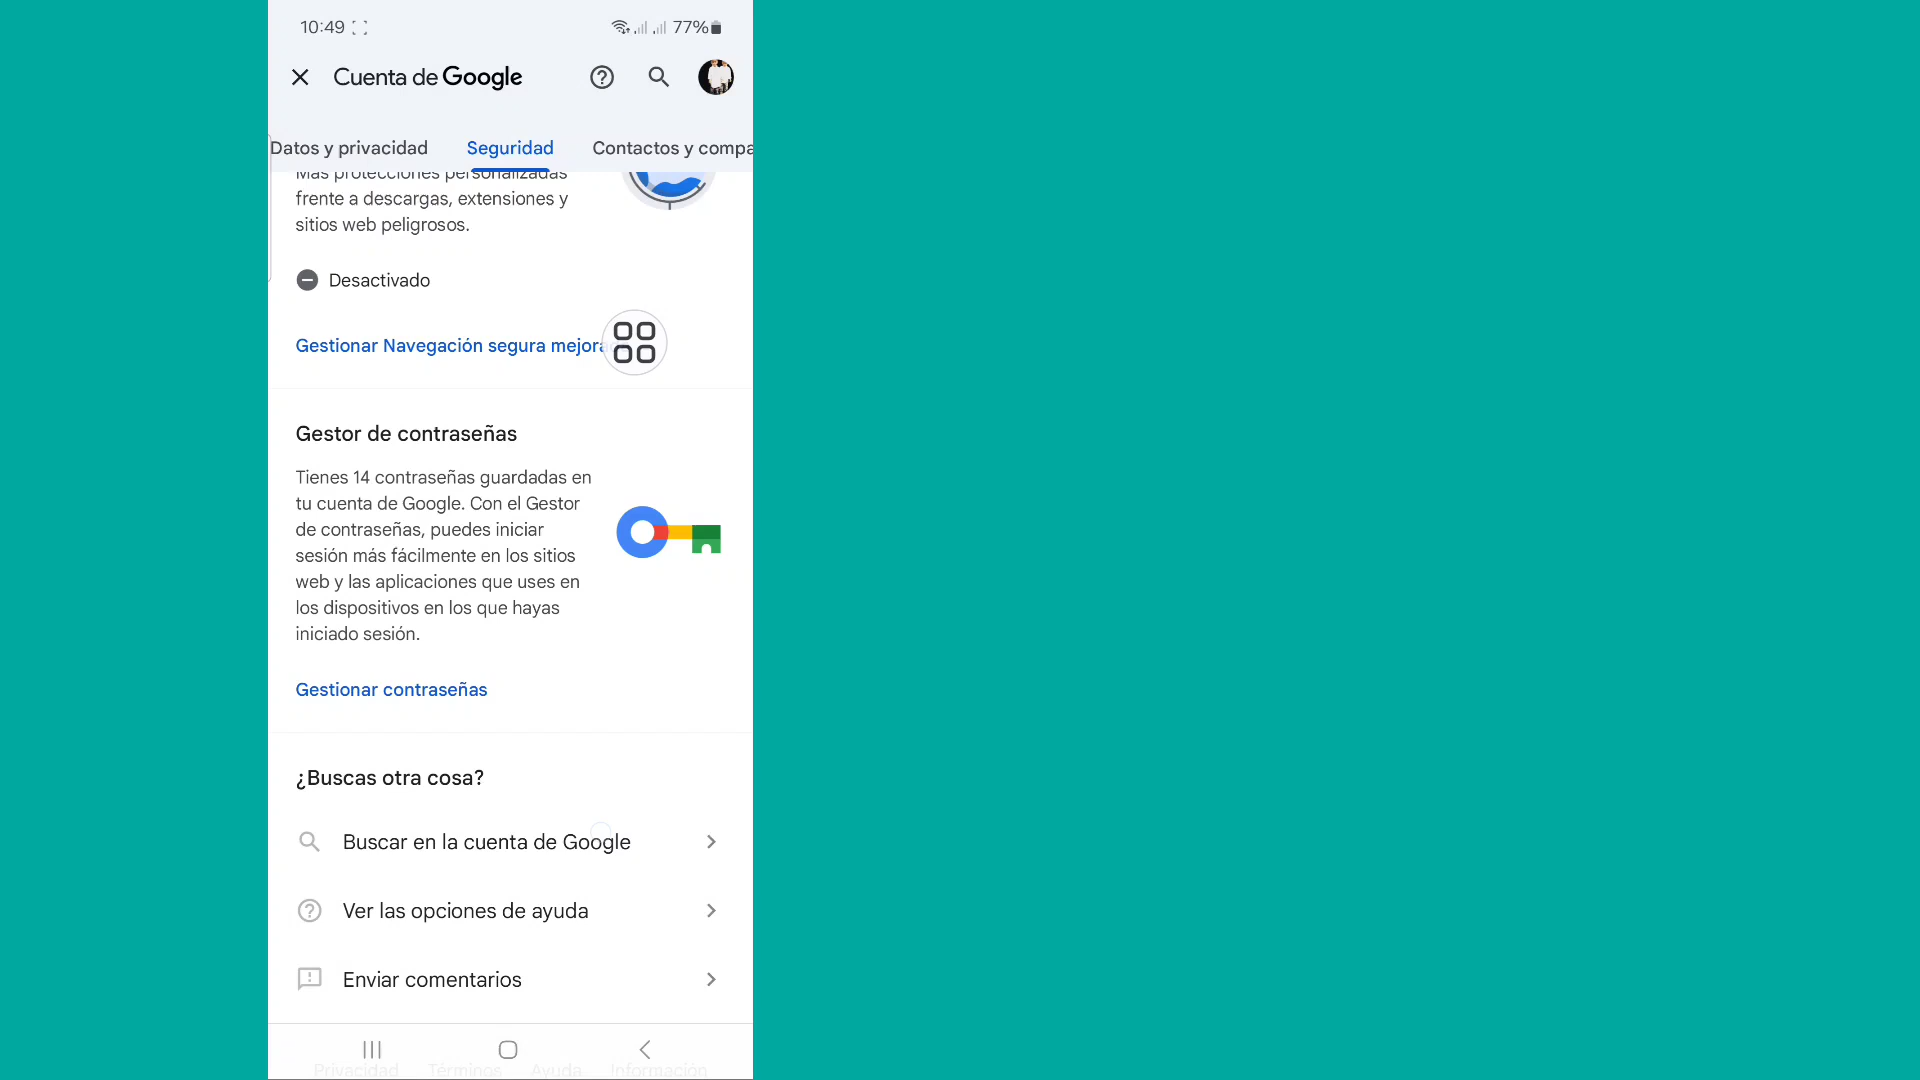 10:49 77%
Cuenta de Google
Datos y privacidad Seguridad Contactos y compa
Más protecciones personalizadas
frente a descargas, extensiones y
sitios web peligrosos.
Desactivado
Gestionar Navegación segura mejora
Gestor de contraseñas
Tienes 14 contraseñas guardadas en
tu cuenta de Google. Con el Gestor
de contraseñas, puedes iniciar
sesión más fácilmente en los sitios
web y las aplicaciones que uses en
los dispositivos en los que hayas
iniciado sesión.
Gestionar contraseñas
¿Buscas otra cosa?
Buscar en la cuenta de Google
Ver las opciones de ayuda
Enviar comentarios
Privacidad Términos Ayuda Información